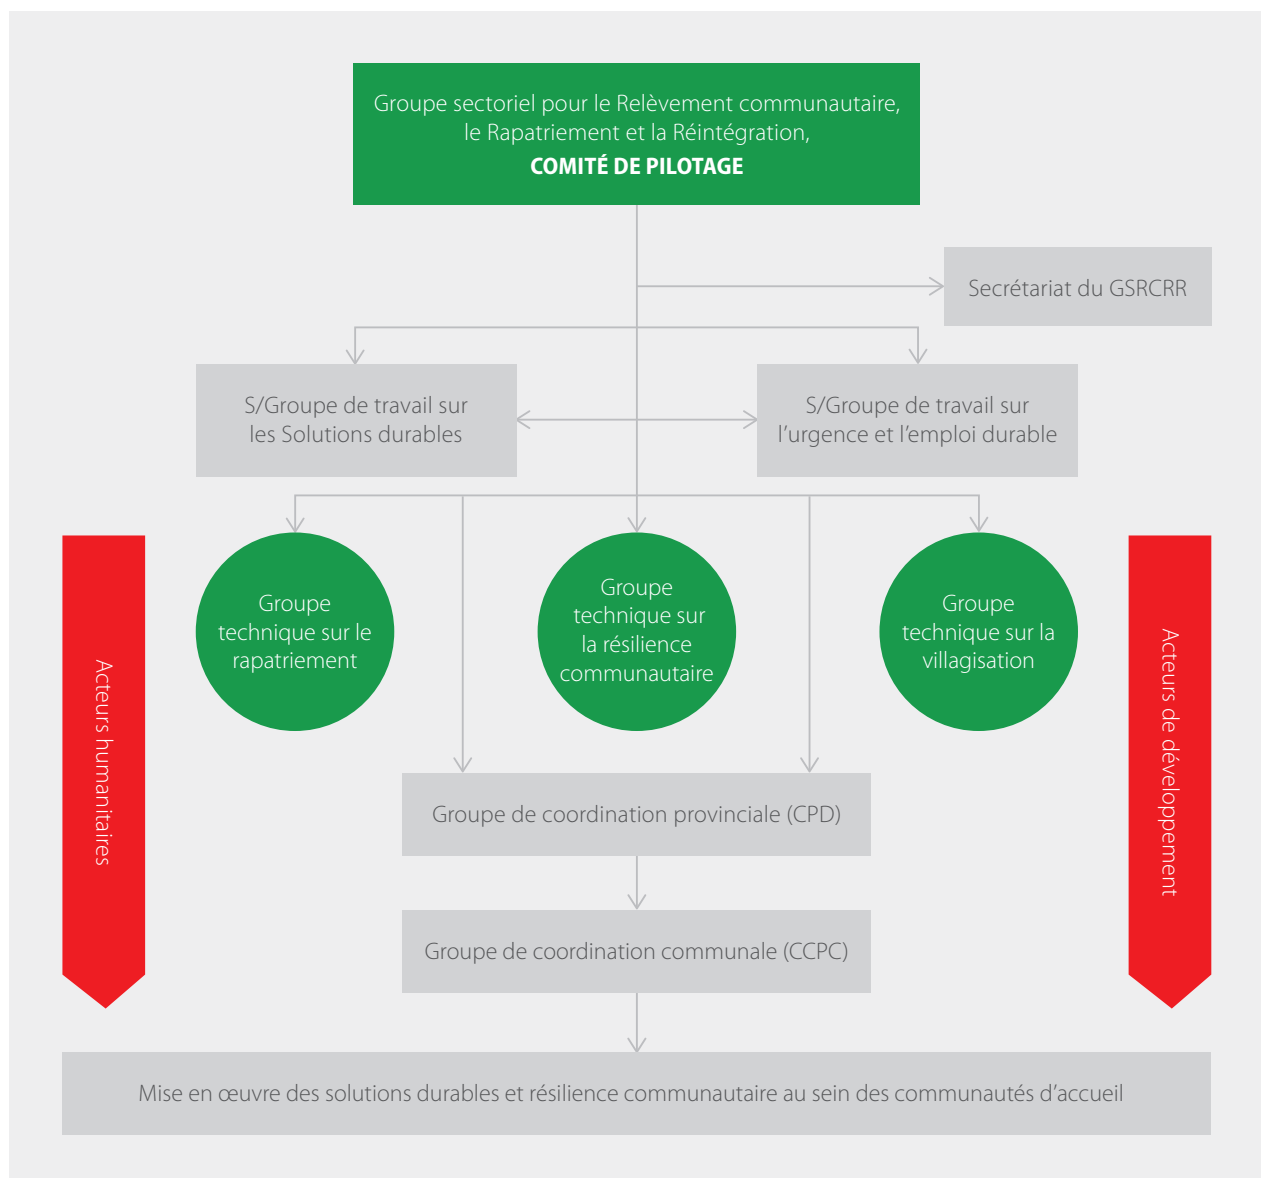 Groupe sectoriel pour le Relèvement communautaire,
le Rapatriement et la Réintégration,
COMITÉ DE PILOTAGE
Secrétariat du GSRCRR
S/Groupe de travail sur
les Solutions durables
S/Groupe de travail sur
l’urgence et l’emploi durable
Acteurs humanitaires
Groupe
technique sur le
rapatriement
Groupe
technique sur
la résilience
communautaire
Groupe
technique sur la
villagisation
Acteurs de développement
Groupe de coordination provinciale (CPD)
Groupe de coordination communale (CCPC)
Mise en œuvre des solutions durables et résilience communautaire au sein des communautés d’accueil